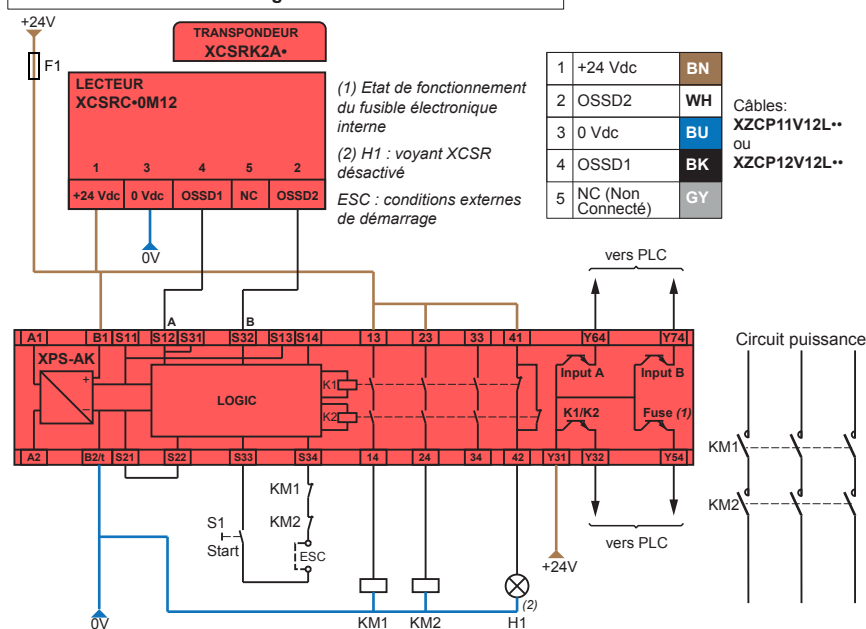 +24V
F1
TRANSPONDEUR
XCSRK2A•
LECTEUR
XCSRC•0M12
1 3 4 5 2
+24 Vdc 0 Vdc OSSD1 NC OSSD2
0V
(1) Etat de fonctionnement
du fusible électronique
interne
(2) H1 : voyant XCSR
désactivé
ESC : conditions externes
de démarrage
1 +24 Vdc BN
2 OSSD2 WH
3 0 Vdc BU
4 OSSD1 BK
5 NC (Non
Connecté) GY
Câbles:
XZCP11V12L••
ou
XZCP12V12L••
vers PLC
A B
A1 B1 S11 S12 S31 S32 S13 S14 13 23 33 41 Y64 Y74
XPS-AK
+
–
LOGIC
K1
K2
Input A Input B
K1/K2 Fuse (1)
A2 B2/t S21 S22 S33 S34 14 24 34 42 Y31 Y32 Y54
S1
Start
KM1
KM2
ESC
vers PLC
+24V
0V
KM1 KM2 H1
(2)
Circuit puissance
KM1
KM2